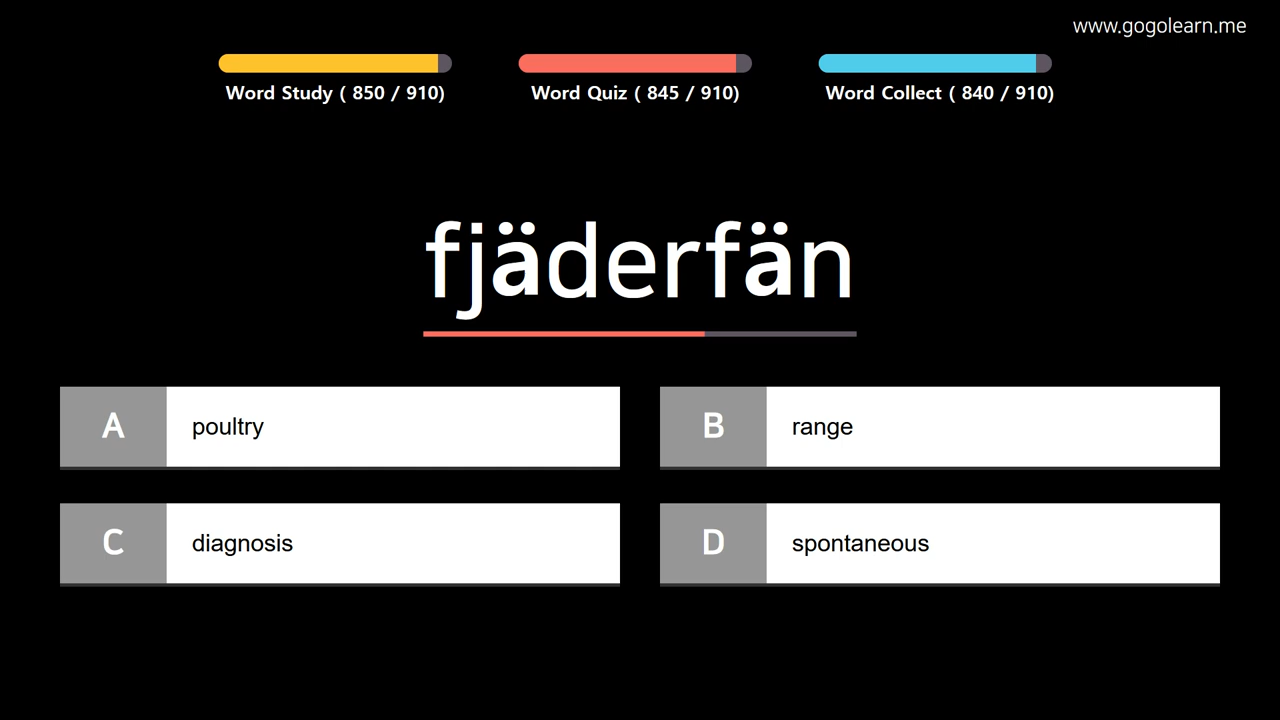 www.gogolearn.me
Word Study ( 850 / 910)
Word Quiz ( 845 / 910)
Word Collect ( 840 / 910)
fjäderfän
A poultry
B range
C diagnosis
D spontaneous